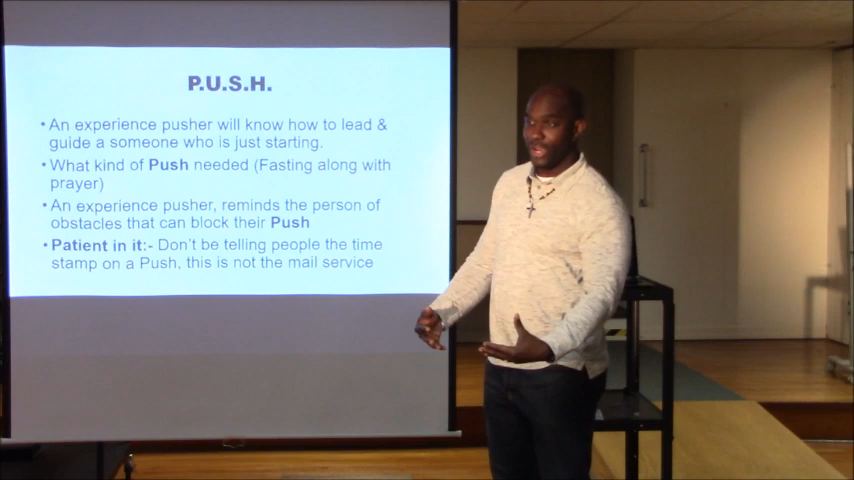 P.U.S.H.
• An experience pusher will know how to lead &
guide a someone who is just starting.
• What kind of Push needed (Fasting along with
prayer)
• An experience pusher, reminds the person of
obstacles that can block their Push
• Patient in it:- Don't be telling people the time
stamp on a Push, this is not the mail service